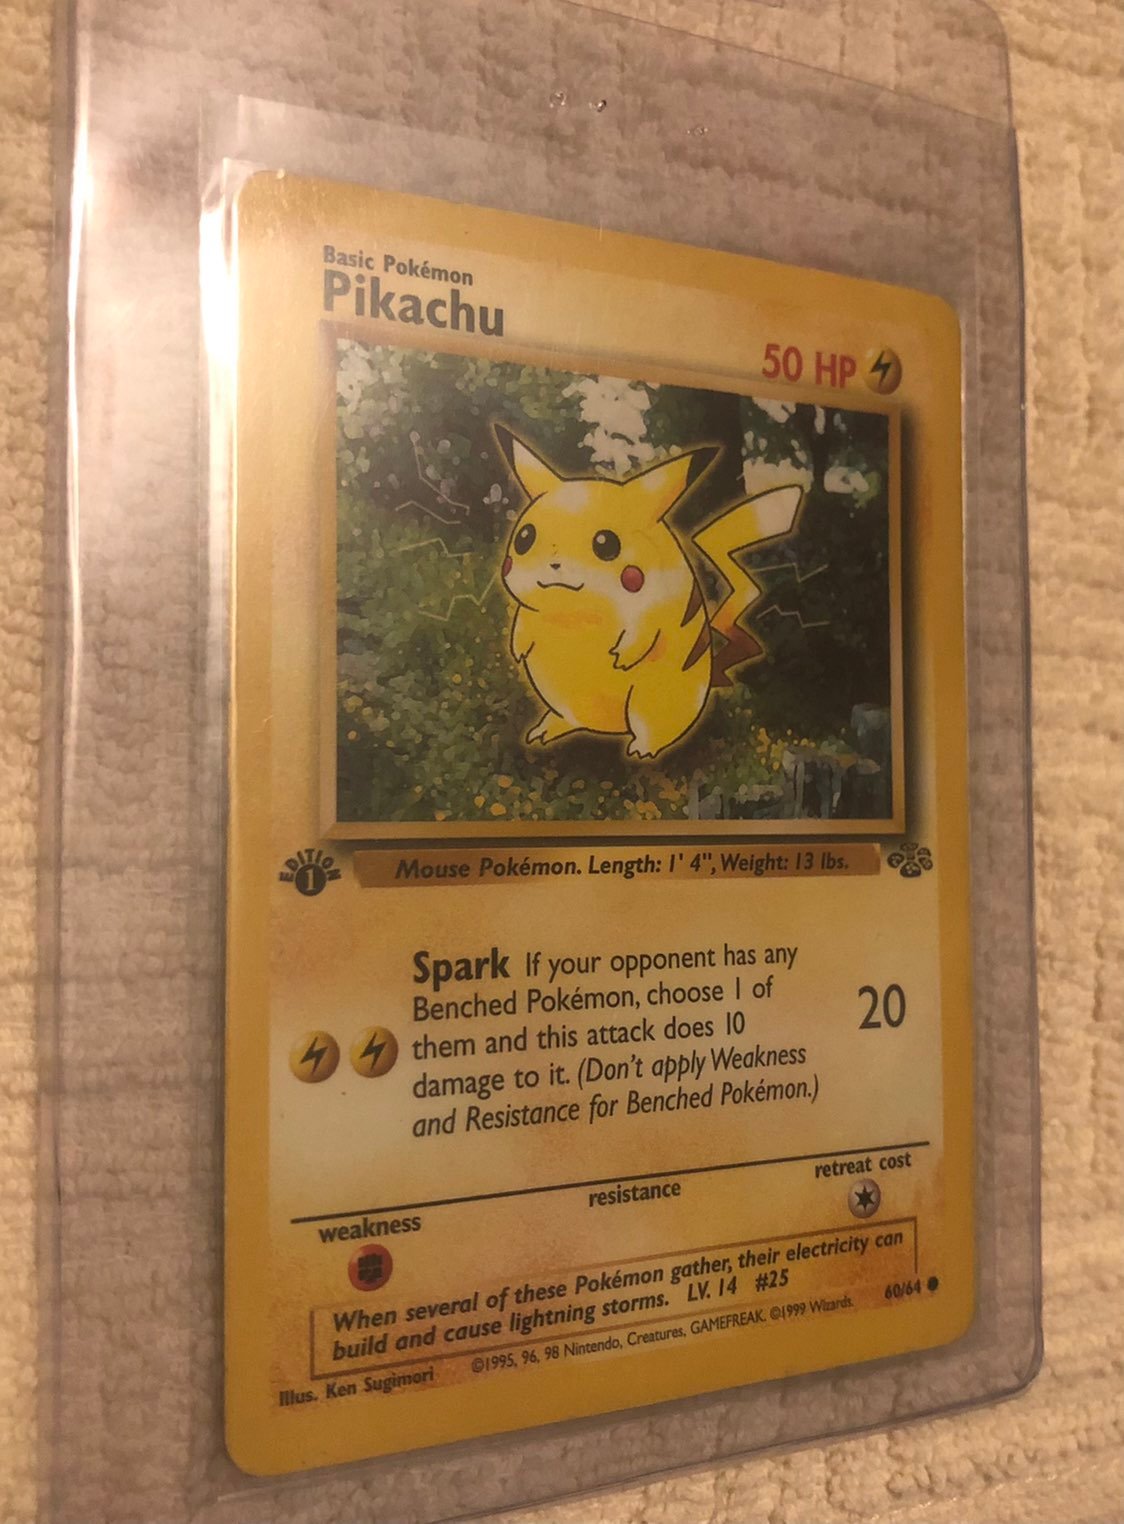 Basic Pokémon
Pikachu
50 HP
EDITION
1
Mouse Pokémon. Length: 1' 4", Weight: 13 lbs.
Spark If your opponent has any
Benched Pokémon, choose 1 of
them and this attack does 10
damage to it. (Don't apply Weakness
and Resistance for Benched Pokémon.)
20
weakness
resistance
retreat cost
When several of these Pokémon gather, their electricity can
build and cause lightning storms. LV. 14 #25
Illus. Ken Sugimori
©1995, 96, 98 Nintendo, Creatures, GAMEFREAK. ©1999 Wizards.
60/64